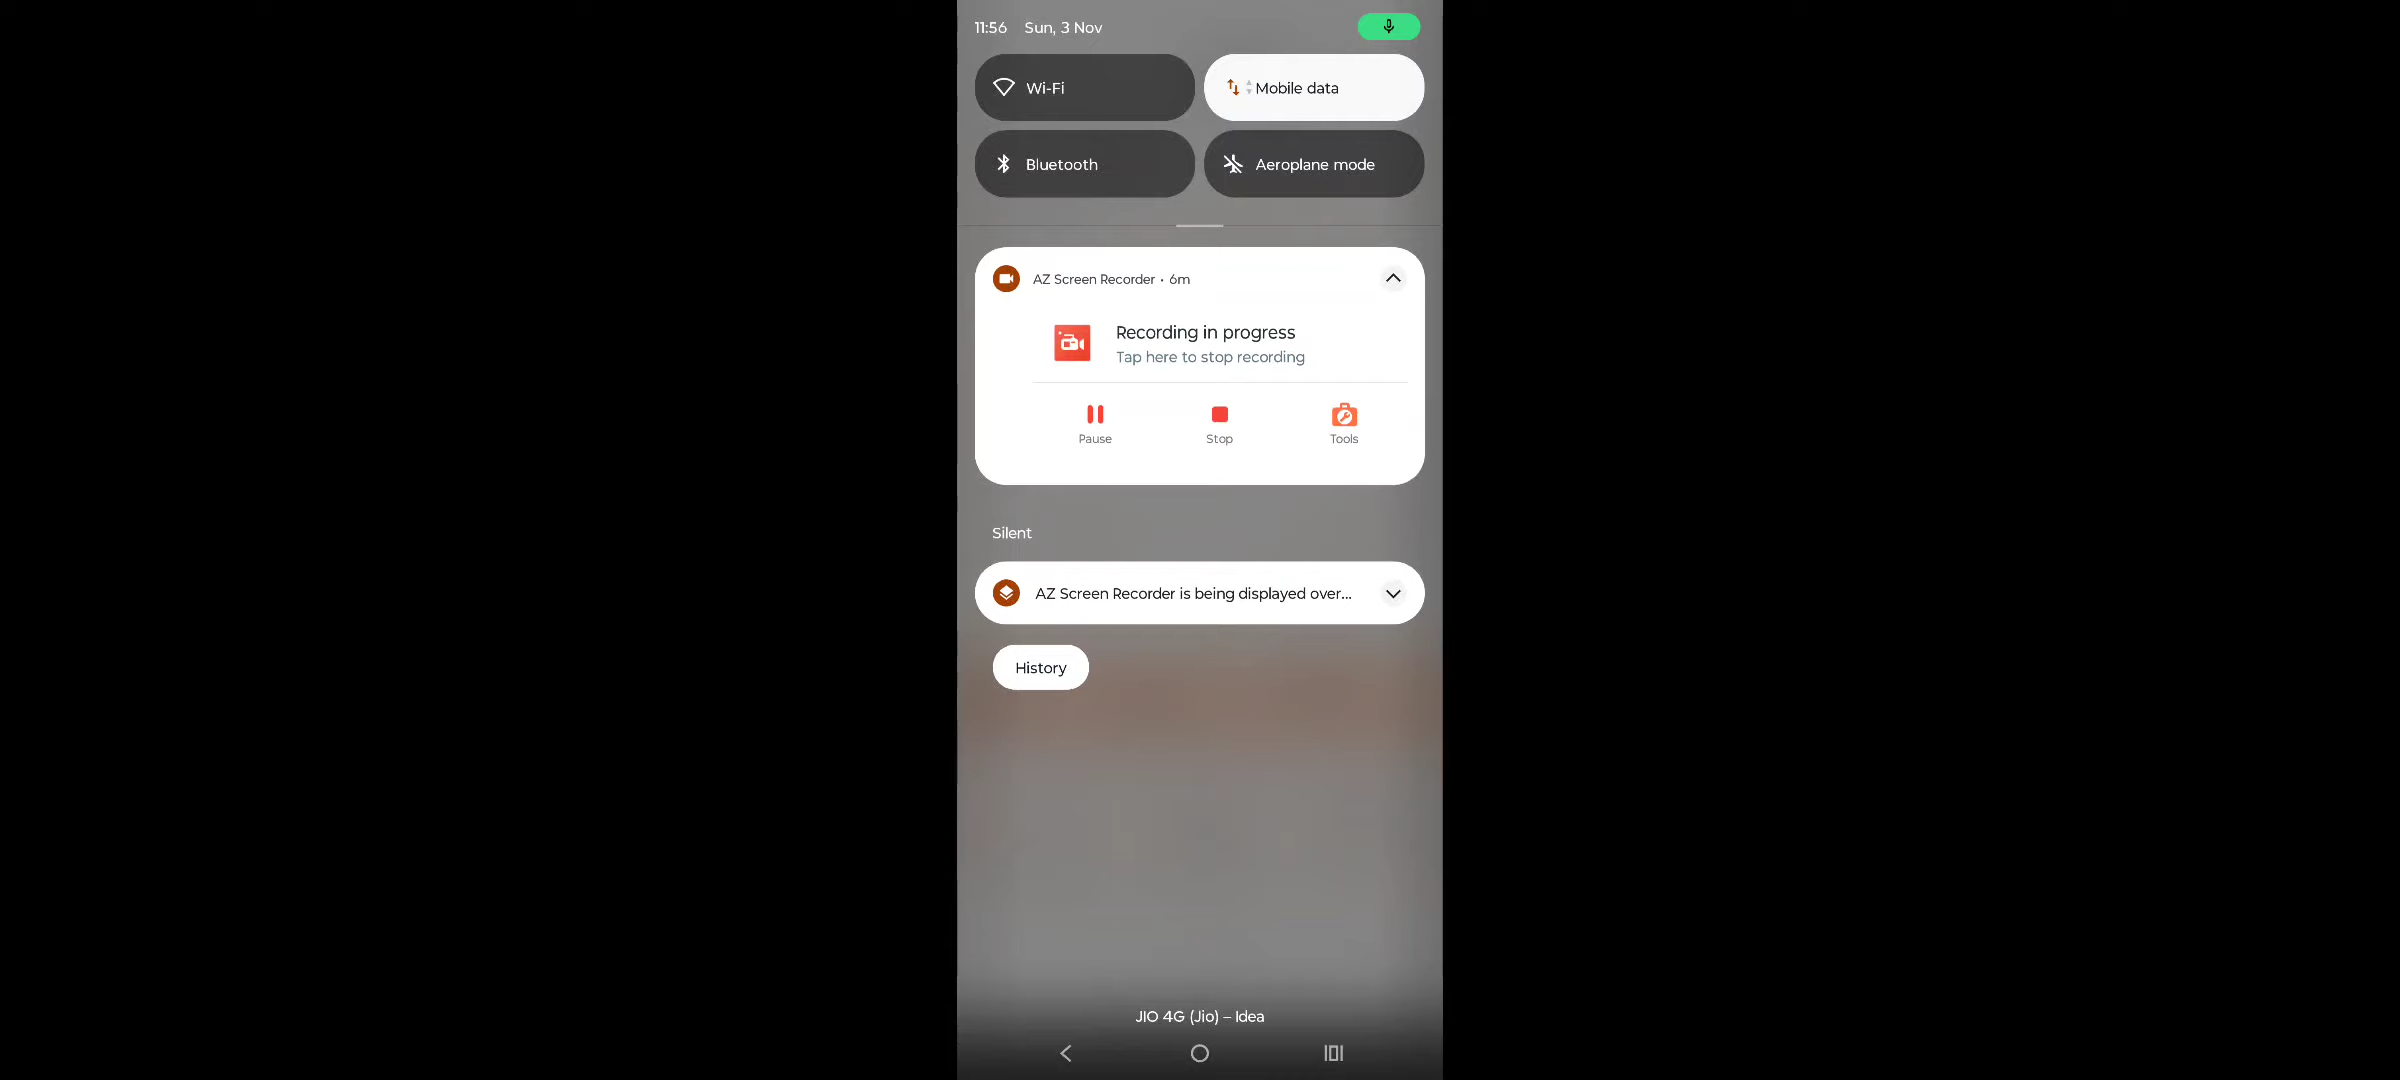 11:56 Sun, 3 Nov
Wi-Fi
Mobile data
Bluetooth
Aeroplane mode
AZ Screen Recorder • 6m
Recording in progress
Tap here to stop recording
Pause
Stop
Tools
Silent
AZ Screen Recorder is being displayed over...
History
JIO 4G (Jio) – Idea